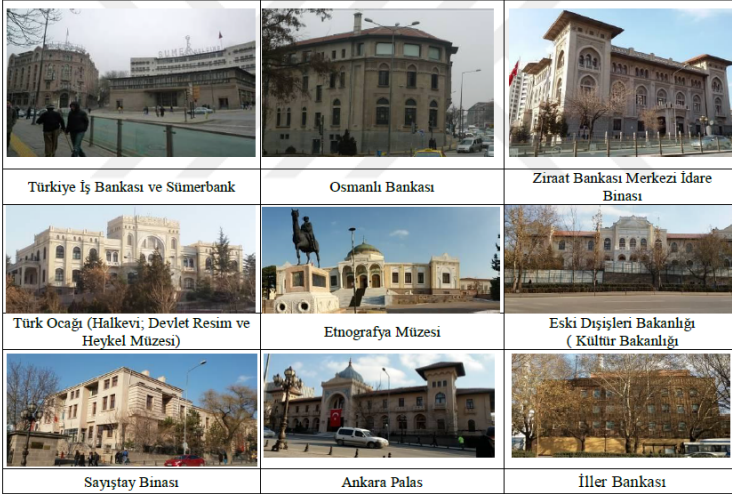 SÜMER
Türkiye İş Bankası ve Sümerbank
Osmanlı Bankası
Ziraat Bankası Merkezi İdare
Binası
Türk Ocağı (Halkevi; Devlet Resim ve
Heykel Müzesi)
Etnografya Müzesi
Eski Dışişleri Bakanlığı
( Kültür Bakanlığı
Sayıştay Binası
Ankara Palas
İller Bankası